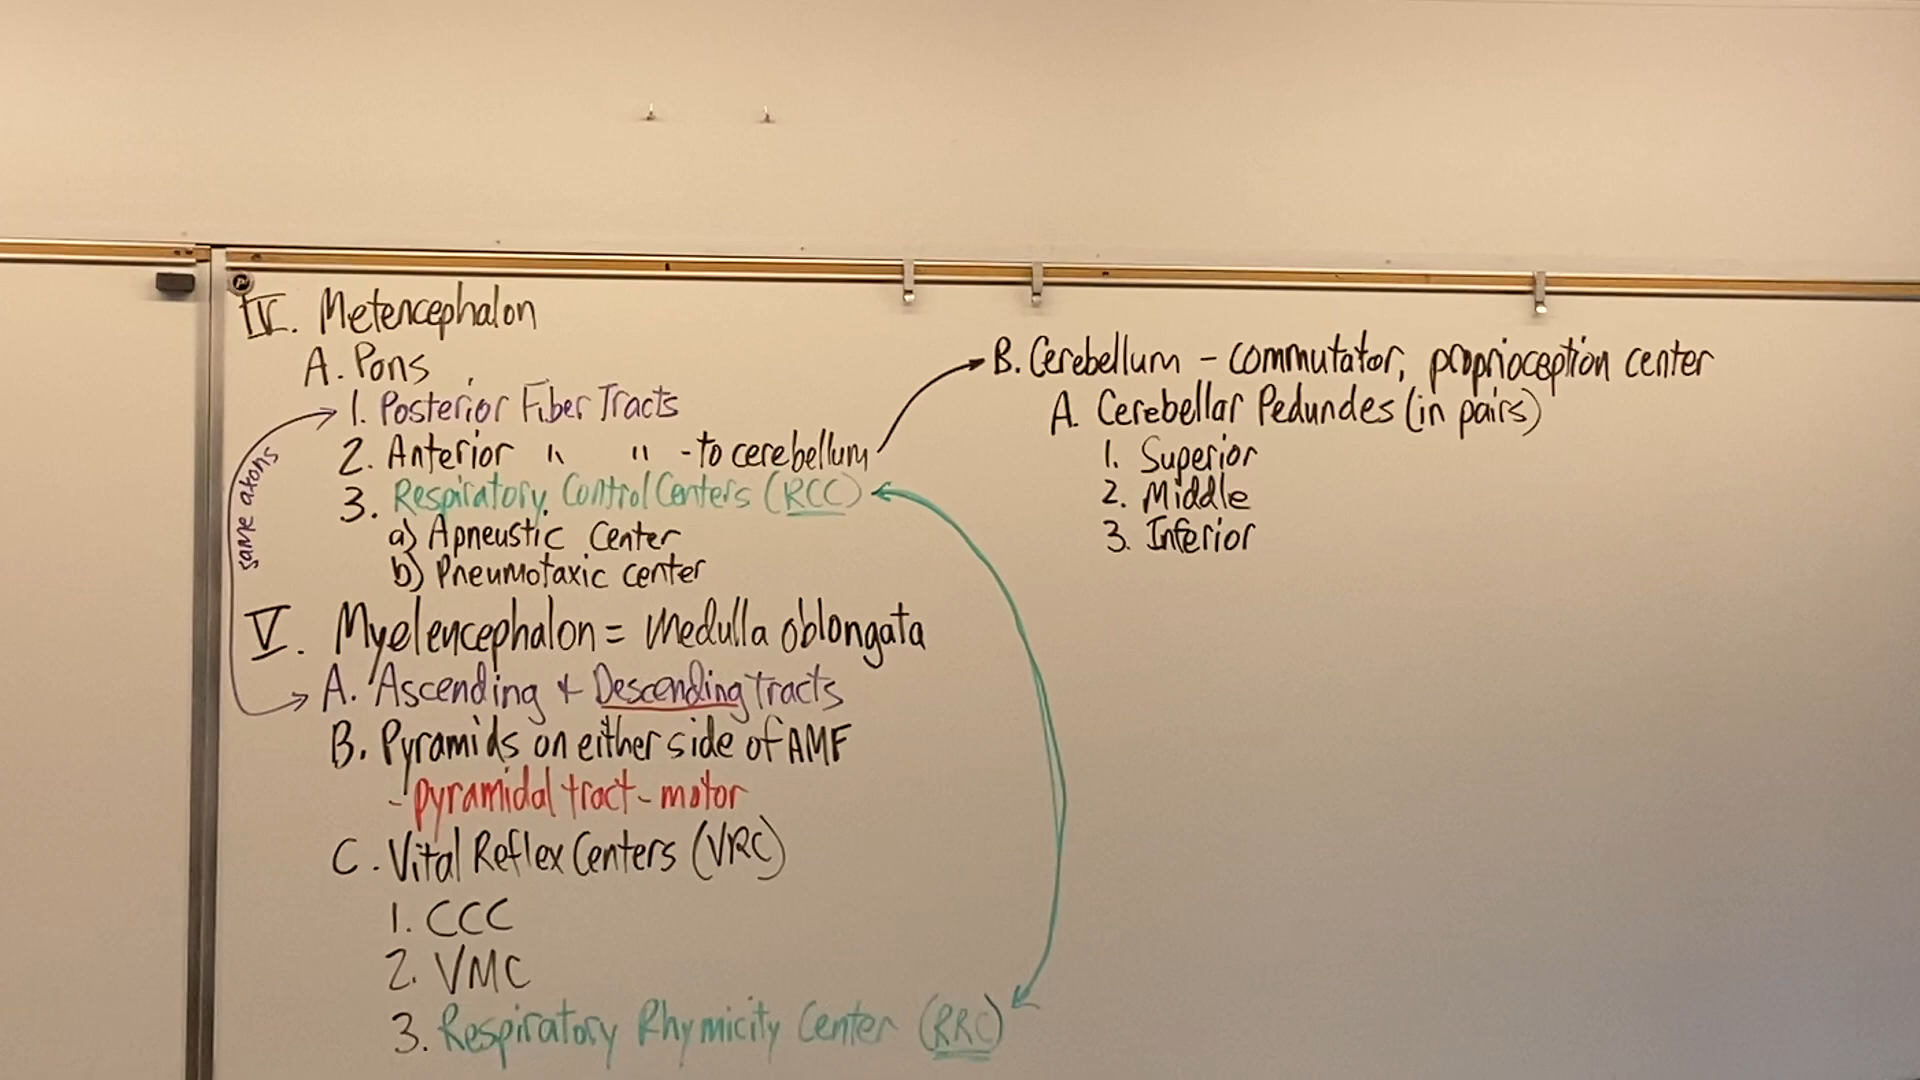 IV. Metencephalon
A. Pons
1. Posterior Fiber Tracts
2. Anterior " " - to cerebellum
3. Respiratory Control Centers (RCC)
a) Apneustic Center
b) Pneumotaxic center
same axons
V. Myelencephalon = Medulla oblongata
A. Ascending + Descending Tracts
B. Pyramids on either side of AMF
- pyramidal tract - motor
C. Vital Reflex Centers (VRC)
1. CCC
2. VMC
3. Respiratory Rhymicity Center (RRC)
B. Cerebellum - commutator, proprioception center
A. Cerebellar Pedundes (in pairs)
1. Superior
2. Middle
3. Inferior